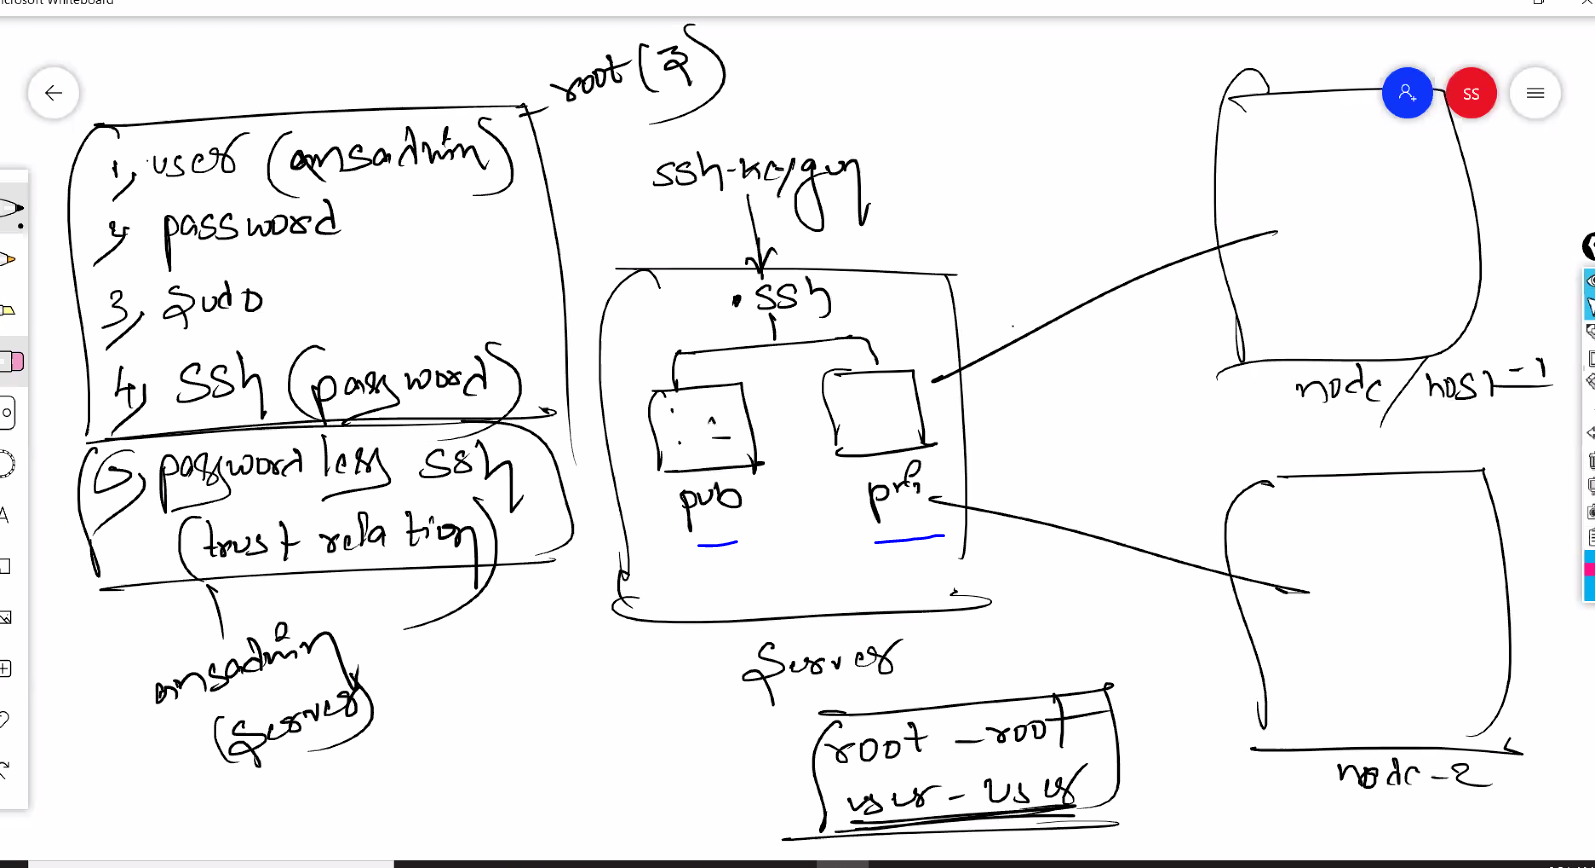 Microsoft Whiteboard
SS
root (3)
1, user (ansadmin)
2, password
3, sudo
4, ssh (password)
5, password less ssh
(trust relation)
ansadmin
(server)
ssh-keygen
.ssh
pub
pri
server
root - root
user - user
node/host-1
node-2